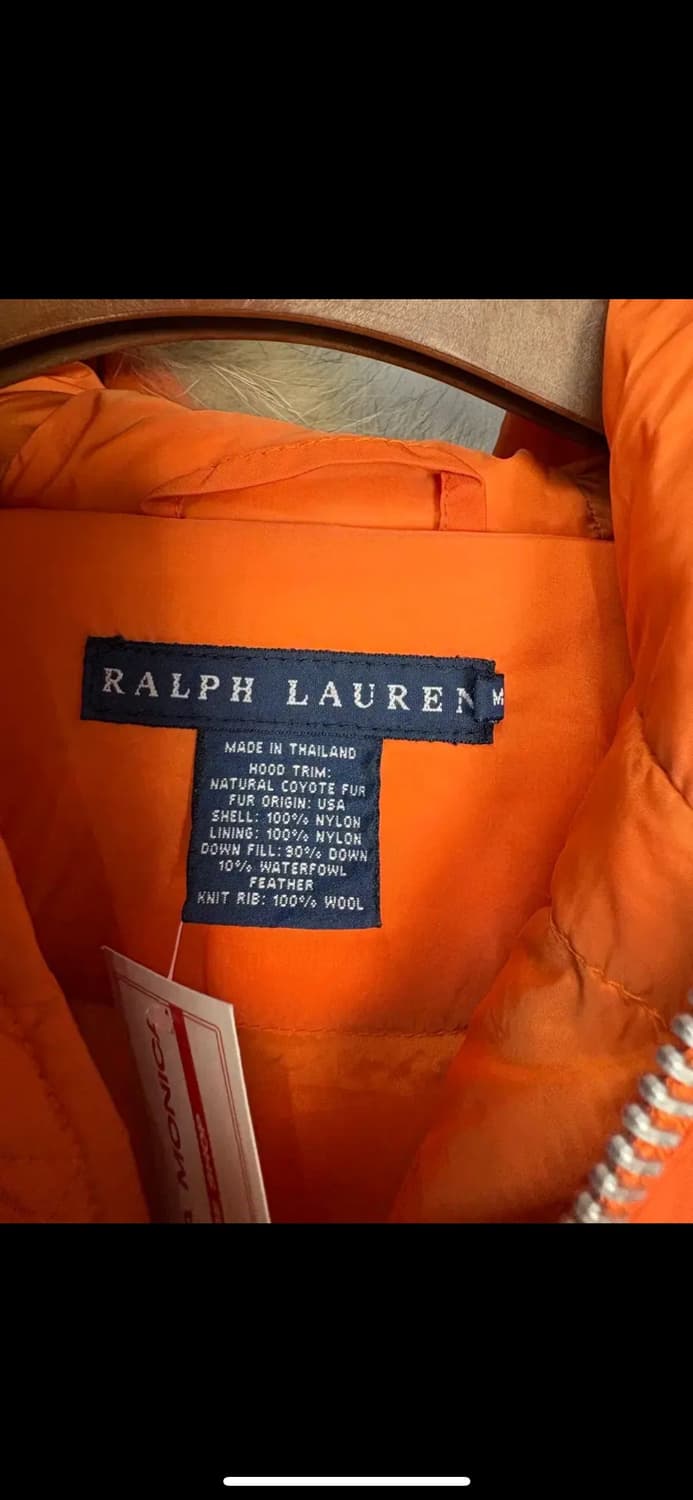 RALPH LAUREN
M
MADE IN THAILAND
HOOD TRIM:
NATURAL COYOTE FUR
FUR ORIGIN: USA
SHELL: 100% NYLON
LINING: 100% NYLON
DOWN FILL: 90% DOWN
10% WATERFOWL
FEATHER
KNIT RIB: 100% WOOL
MONICA